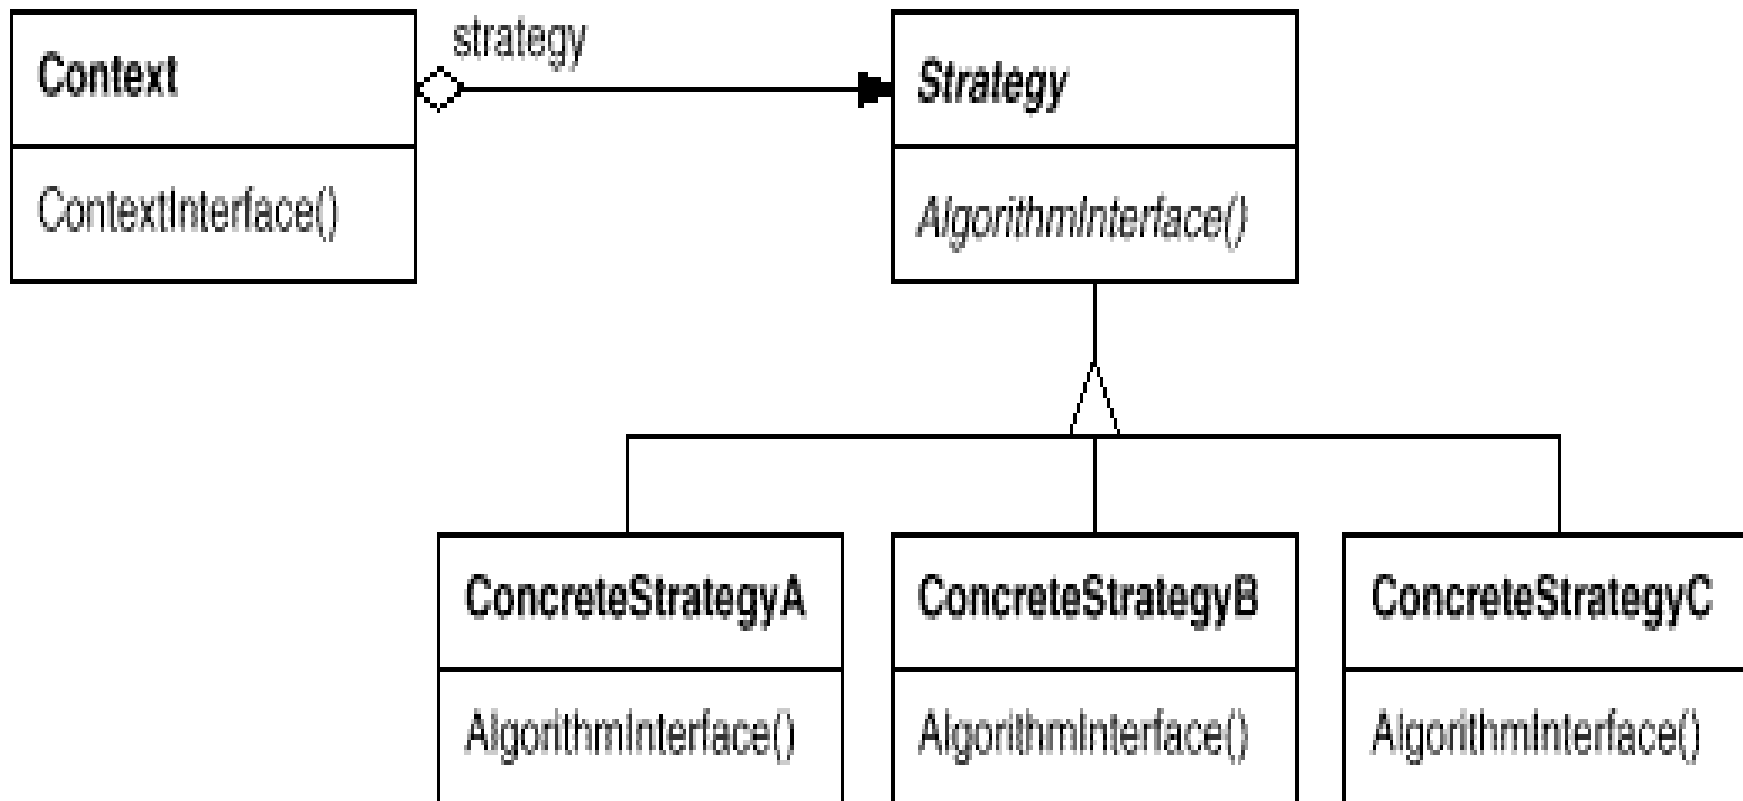 strategy
Context
Strategy
ContextInterface()
AlgorithmInterface()
ConcreteStrategyA
ConcreteStrategyB
ConcreteStrategyC
AlgorithmInterface()
AlgorithmInterface()
AlgorithmInterface()